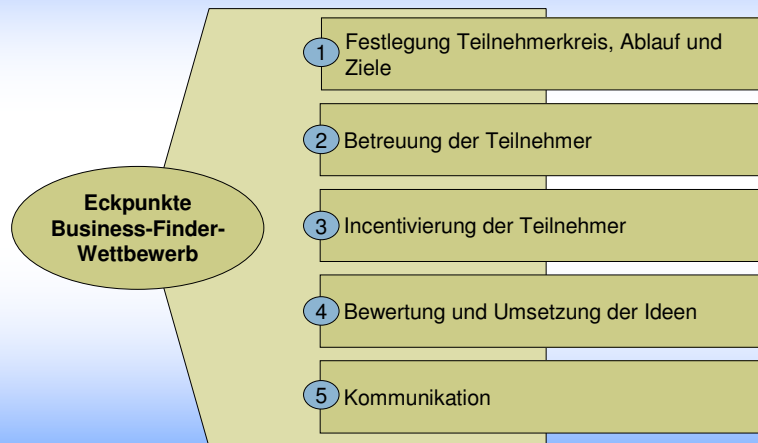 Eckpunkte
Business-Finder-
Wettbewerb
1 Festlegung Teilnehmerkreis, Ablauf und
Ziele
2 Betreuung der Teilnehmer
3 Incentivierung der Teilnehmer
4 Bewertung und Umsetzung der Ideen
5 Kommunikation